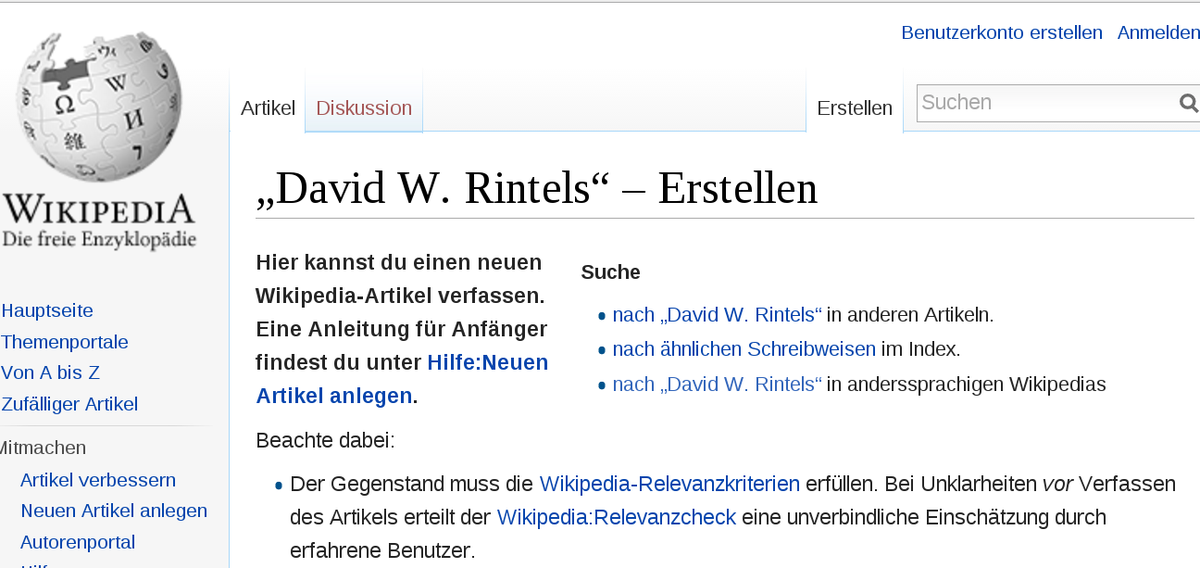 Benutzerkonto erstellen Anmelden
Artikel Diskussion Erstellen Suchen
WIKIPEDIA
Die freie Enzyklopädie
Hauptseite
Themenportale
Von A bis Z
Zufälliger Artikel
Mitmachen
Artikel verbessern
Neuen Artikel anlegen
Autorenportal
„David W. Rintels“ – Erstellen
Hier kannst du einen neuen
Wikipedia-Artikel verfassen.
Eine Anleitung für Anfänger
findest du unter Hilfe:Neuen
Artikel anlegen.
Suche
nach „David W. Rintels“ in anderen Artikeln.
nach ähnlichen Schreibweisen im Index.
nach „David W. Rintels“ in anderssprachigen Wikipedias
Beachte dabei:
Der Gegenstand muss die Wikipedia-Relevanzkriterien erfüllen. Bei Unklarheiten vor Verfassen
des Artikels erteilt der Wikipedia:Relevanzcheck eine unverbindliche Einschätzung durch
erfahrene Benutzer.